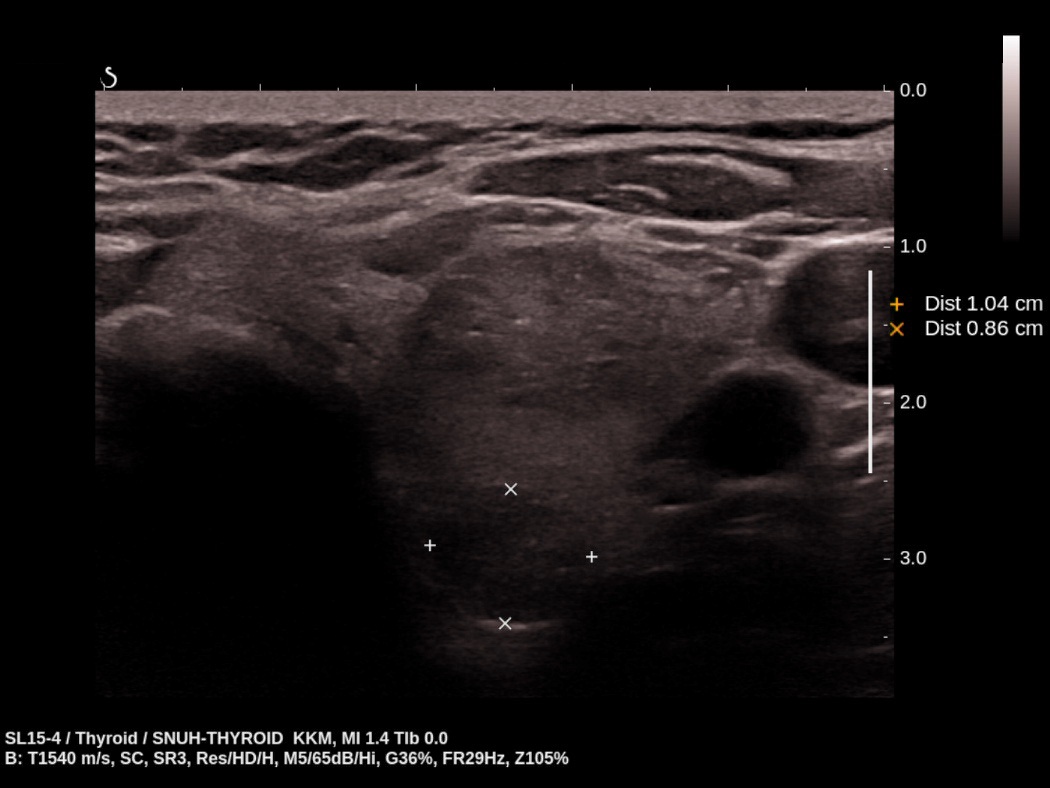 S
0.0
1.0
+ Dist 1.04 cm
× Dist 0.86 cm
2.0
3.0
SL15-4 / Thyroid / SNUH-THYROID KKM, MI 1.4 TIb 0.0
B: T1540 m/s, SC, SR3, Res/HD/H, M5/65dB/Hi, G36%, FR29Hz, Z105%